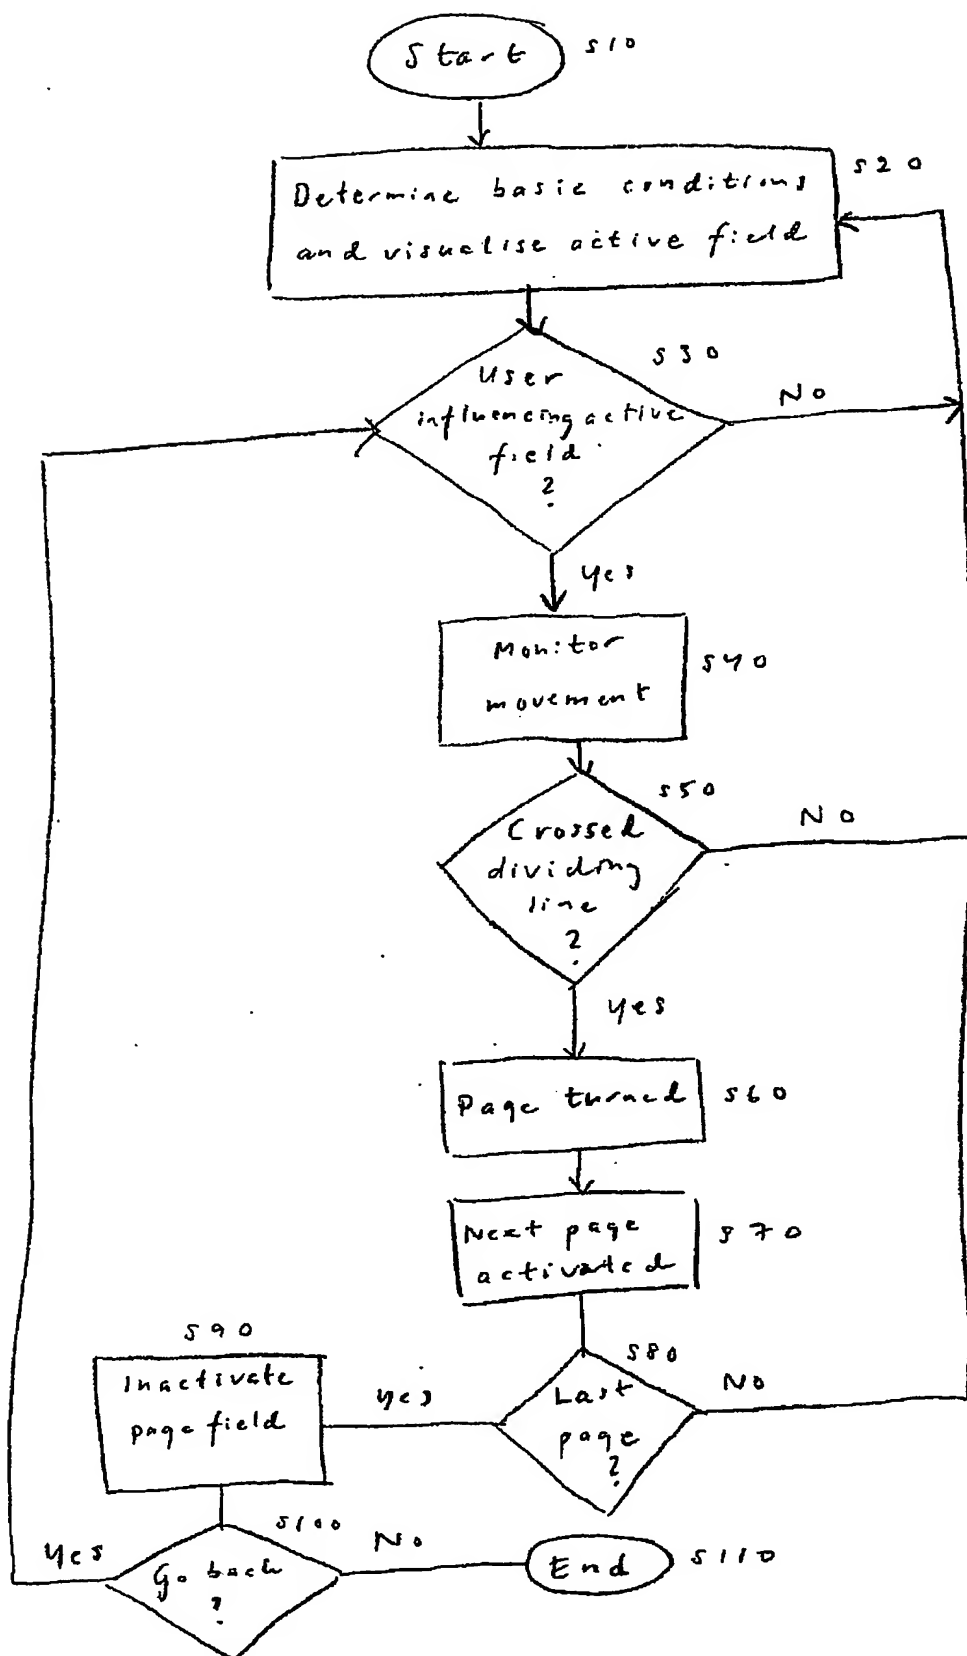 Start
S10
S20
Determine basic conditions
and visualise active field
S30
User
influencing active
field
?
No
Yes
Monitor
movement
S40
S50
Crossed
dividing
line
?
No
Yes
Page turned
S60
Next page
activated
S70
S90
Inactivate
page field
Yes
S80
Last
page
?
No
S100
Yes
Go back
?
No
End
S110